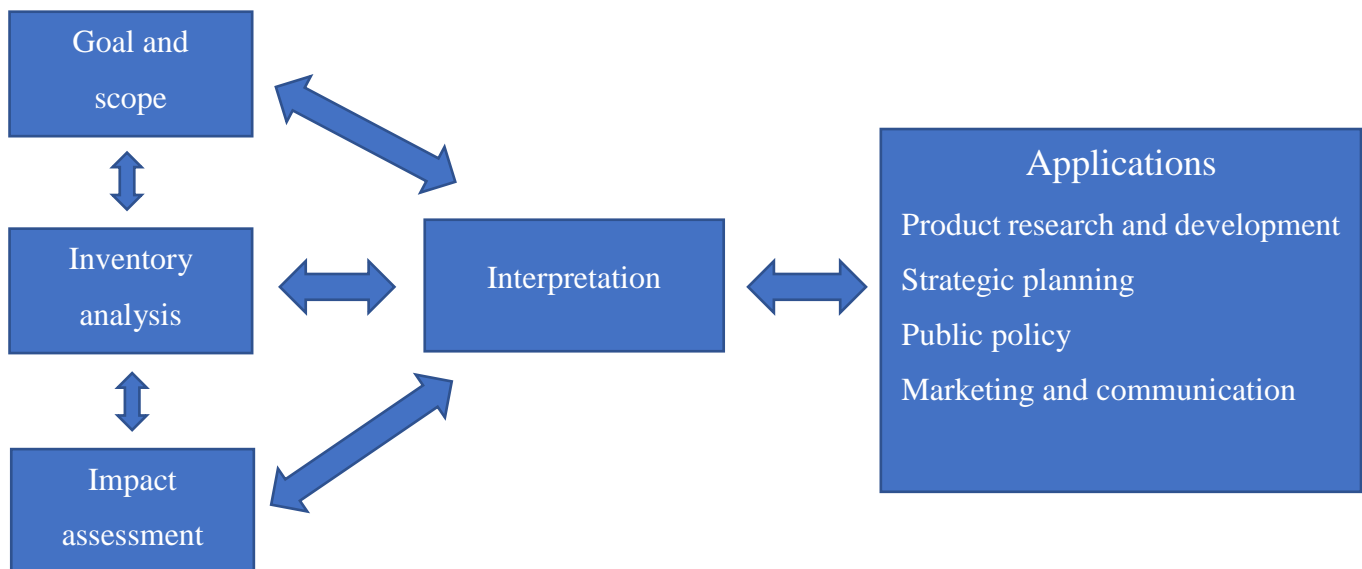 Goal and
scope
Inventory
analysis
Impact
assessment
Interpretation
Applications
Product research and development
Strategic planning
Public policy
Marketing and communication